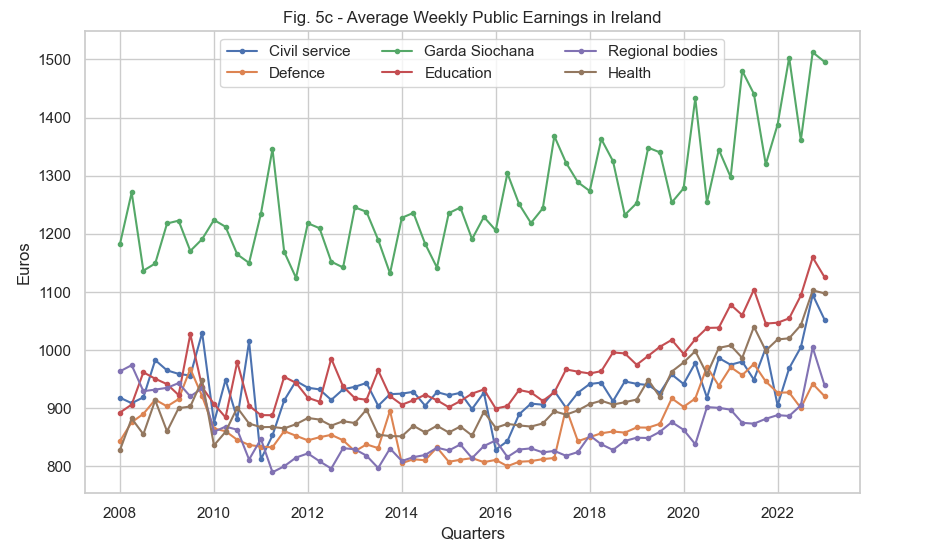 Fig. 5c - Average Weekly Public Earnings in Ireland
Civil service
Garda Siochana
Regional bodies
Defence
Education
Health
1500
1400
1300
1200
1100
1000
900
800
Euros
2008
2010
2012
2014
2016
2018
2020
2022
Quarters